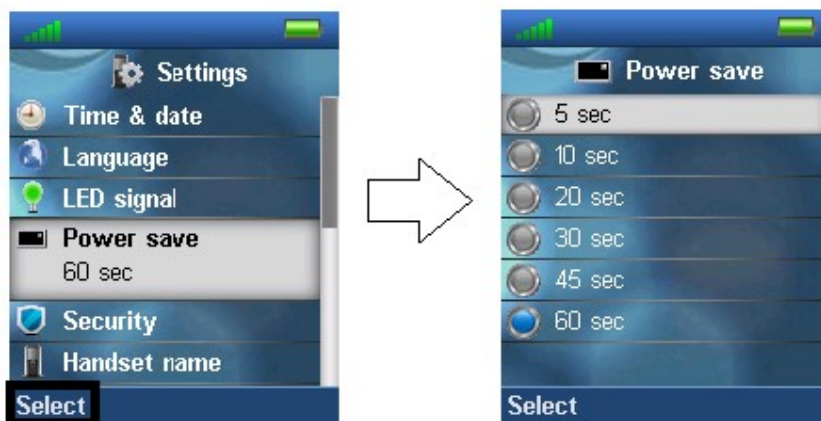 Settings
Time & date
Language
LED signal
Power save
60 sec
Security
Handset name
Select
Power save
5 sec
10 sec
20 sec
30 sec
45 sec
60 sec
Select